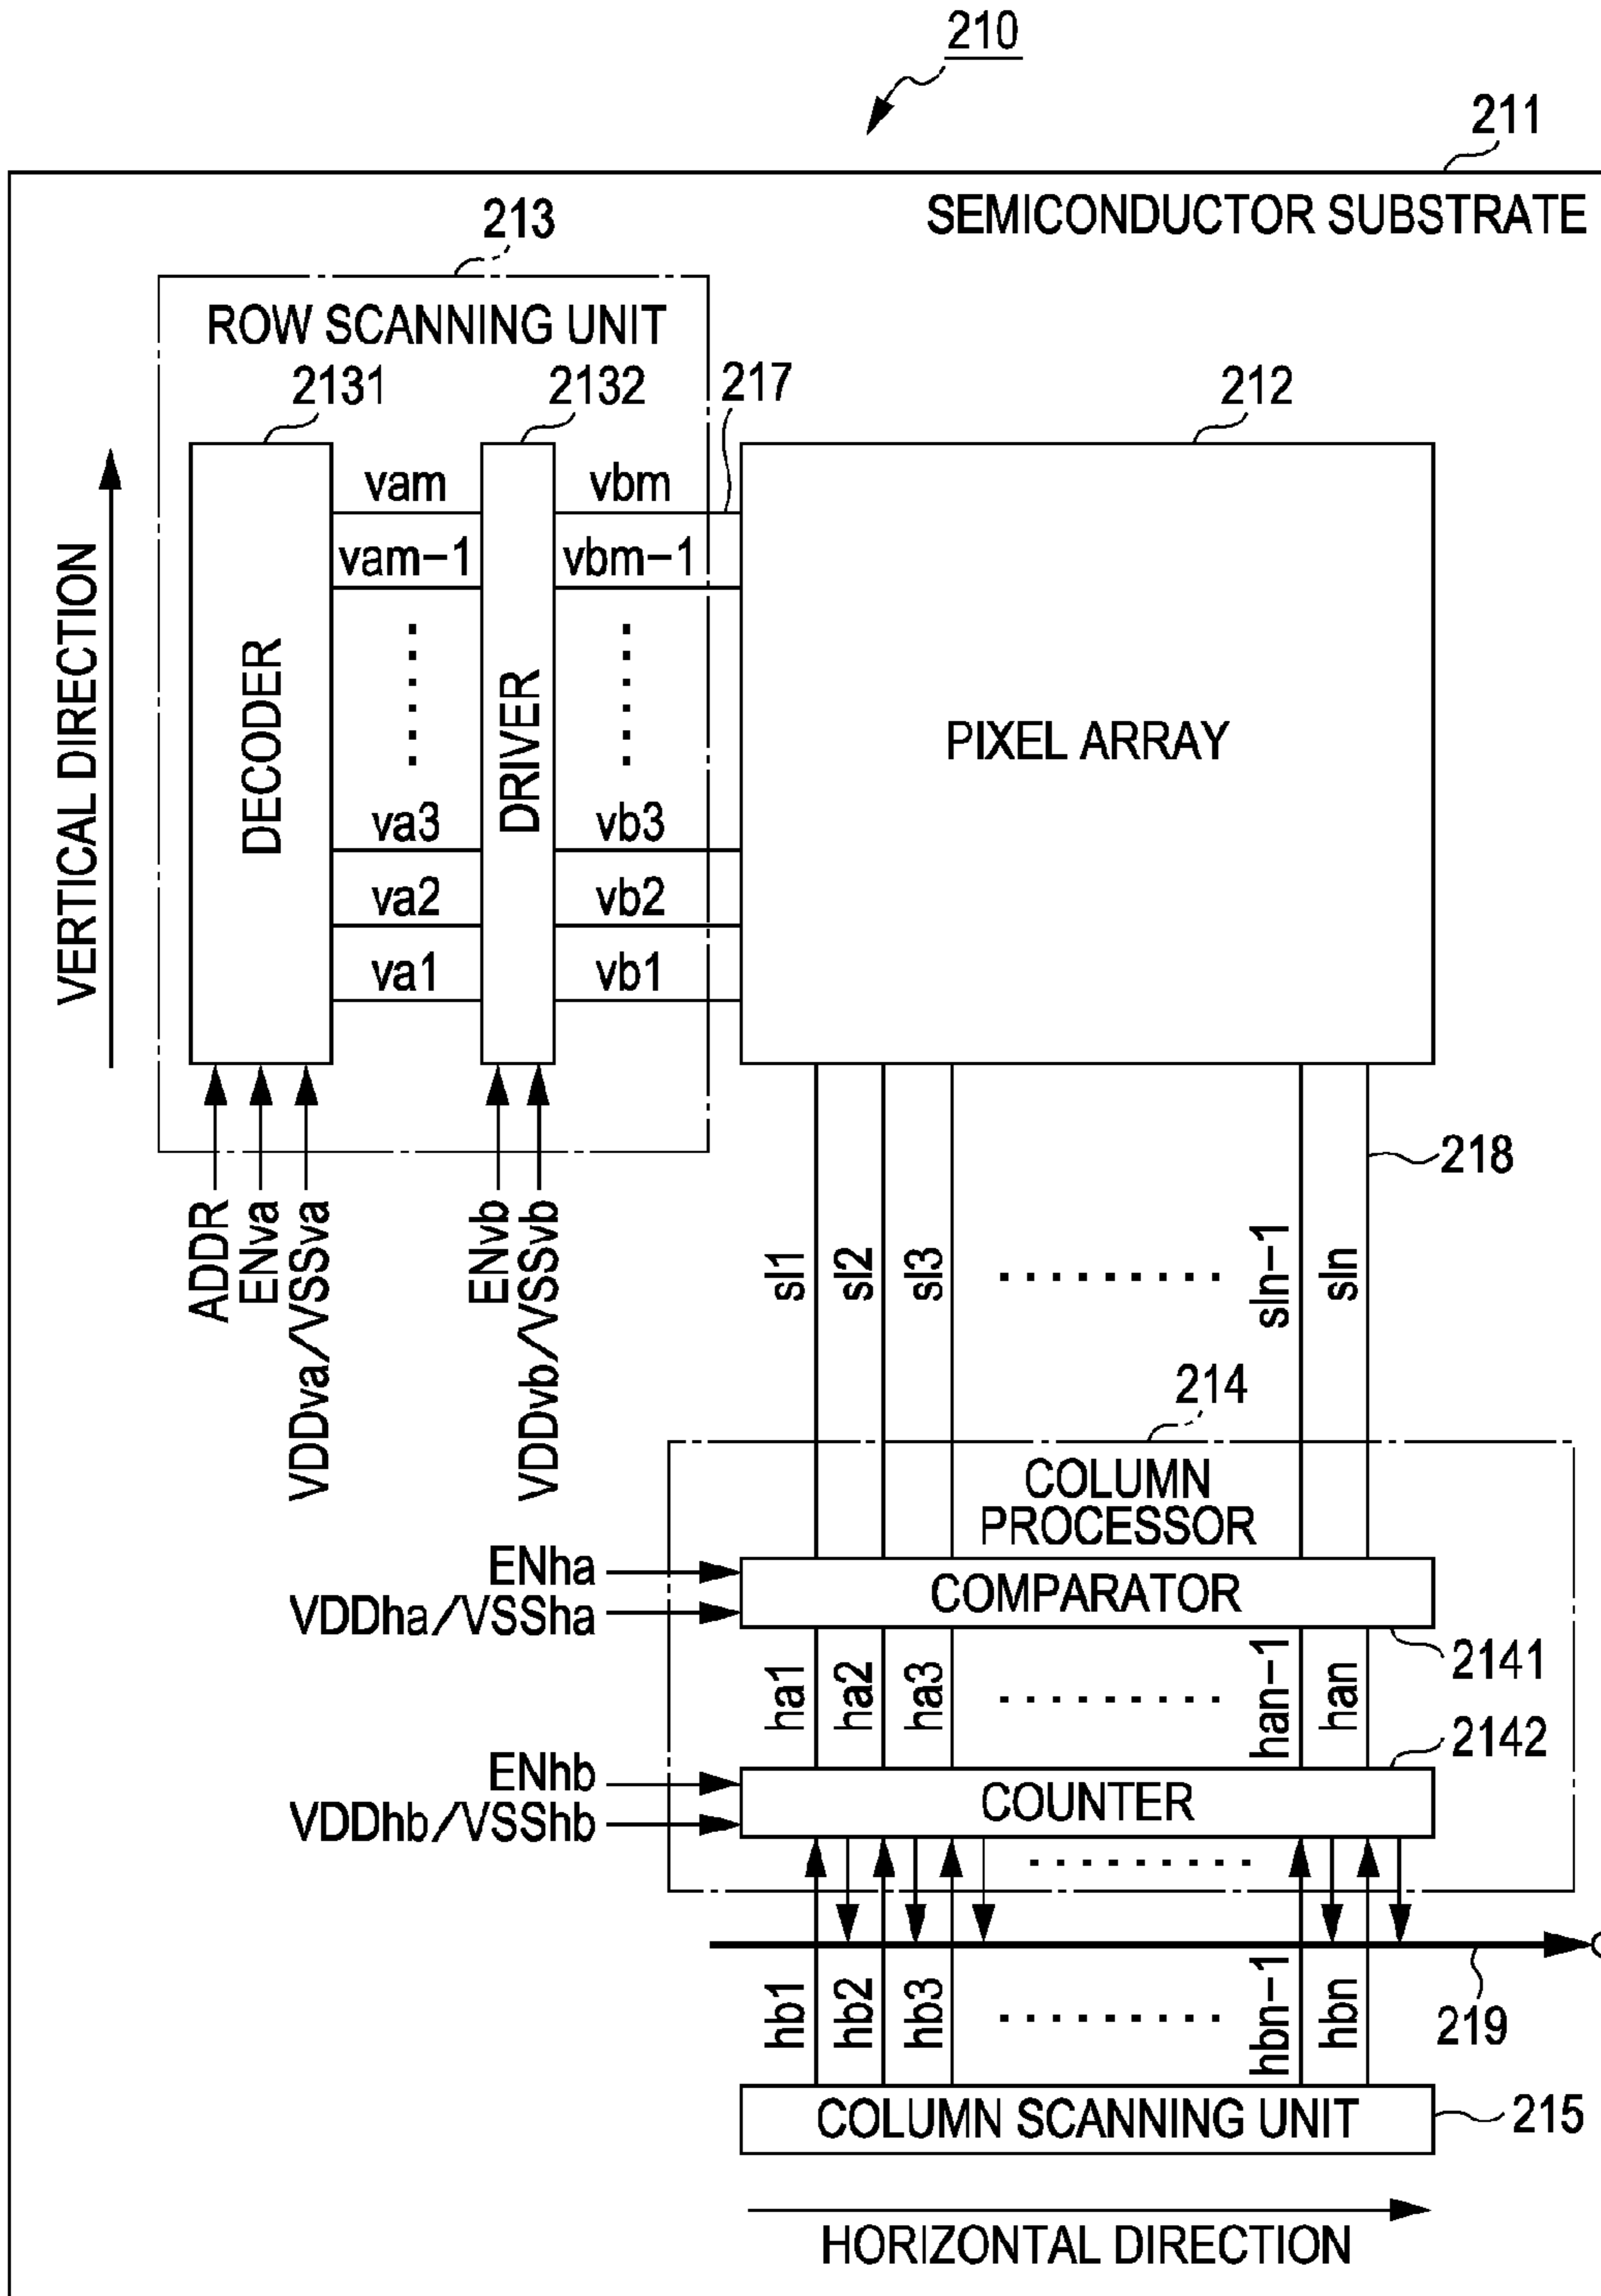 210
211
SEMICONDUCTOR SUBSTRATE
213
ROW SCANNING UNIT
2131
2132
217
212
VERTICAL DIRECTION
DECODER
DRIVER
PIXEL ARRAY
vam
vbm
vam-1
vbm-1
va3
vb3
va2
vb2
va1
vb1
ADDR
ENva
VDDva/VSSva
ENvb
VDDvb/VSSvb
218
sl1
sl2
sl3
sln-1
sln
214
COLUMN
PROCESSOR
ENha
VDDha/VSSha
COMPARATOR
2141
ha1
ha2
ha3
han-1
han
2142
ENhb
VDDhb/VSShb
COUNTER
hb1
hb2
hb3
hbn-1
hbn
219
COLUMN SCANNING UNIT
215
HORIZONTAL DIRECTION